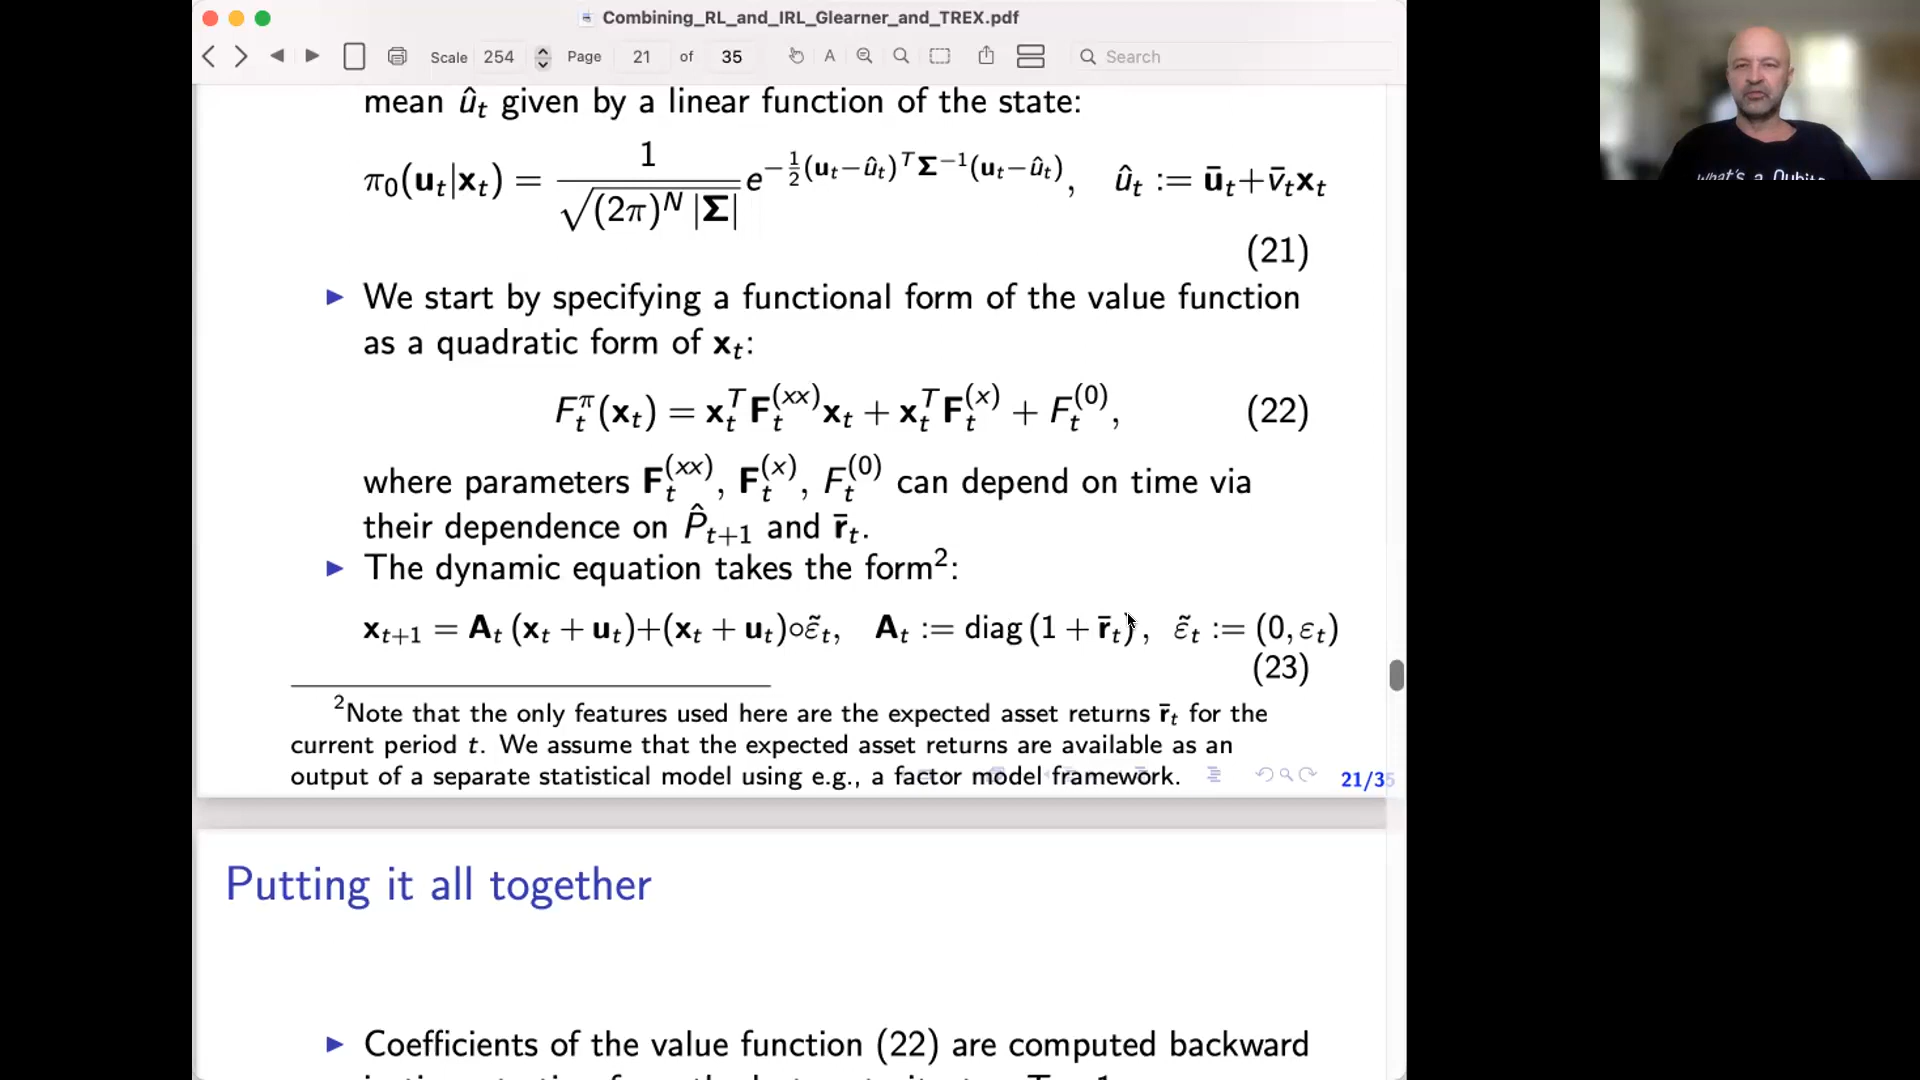 Combining_RL_and_IRL_Glearner_and_TREX.pdf
Scale 254 Page 21 of 35 A Search
mean û_t given by a linear function of the state:
π₀(u_t|x_t) = 1 / √((2π)^N |Σ|) e^{−½(u_t−û_t)^T Σ^{−1}(u_t−û_t)}, û_t := ū_t+v̄_t x_t
(21)
▶ We start by specifying a functional form of the value function
as a quadratic form of x_t:
F_t^π(x_t) = x_t^T F_t^{(xx)} x_t + x_t^T F_t^{(x)} + F_t^{(0)}, (22)
where parameters F_t^{(xx)}, F_t^{(x)}, F_t^{(0)} can depend on time via
their dependence on P̂_{t+1} and r̄_t.
▶ The dynamic equation takes the form²:
x_{t+1} = A_t (x_t + u_t)+(x_t + u_t)∘ε̃_t, A_t := diag (1 + r̄_t), ε̃_t := (0, ε_t)
(23)
²Note that the only features used here are the expected asset returns r̄_t for the
current period t. We assume that the expected asset returns are available as an
output of a separate statistical model using e.g., a factor model framework.
21/35
Putting it all together
▶ Coefficients of the value function (22) are computed backward
what's a Qubit